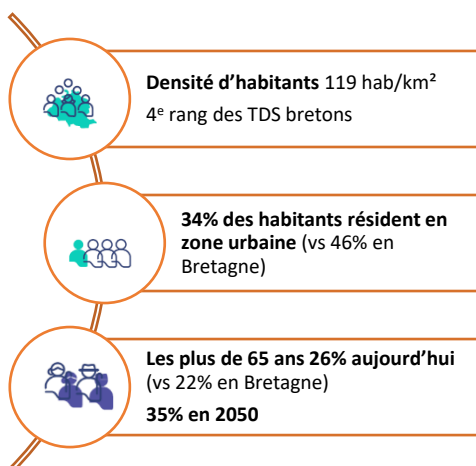 Densité d’habitants 119 hab/km²
4e rang des TDS bretons
34% des habitants résident en
zone urbaine (vs 46% en
Bretagne)
Les plus de 65 ans 26% aujourd’hui
(vs 22% en Bretagne)
35% en 2050